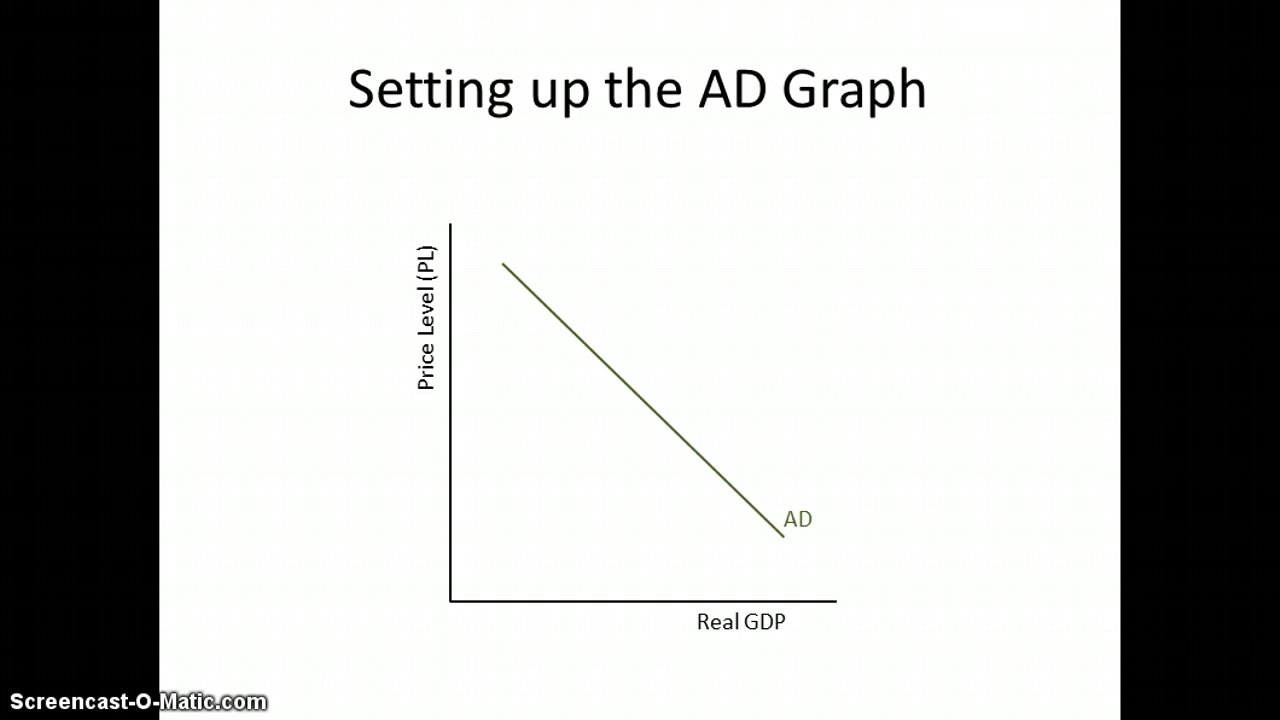 Setting up the AD Graph
Price Level (PL)
AD
Real GDP
Screencast-O-Matic.com